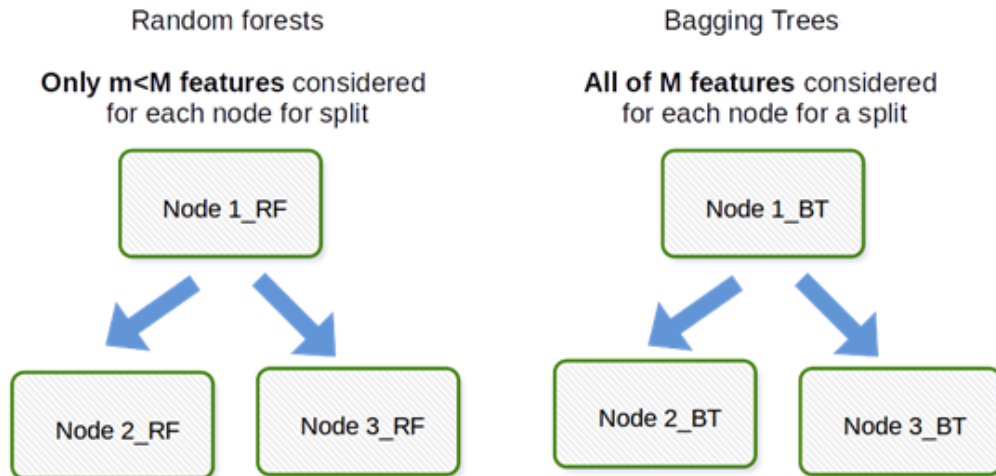 Random forests
Only m<M features considered
for each node for split
Node 1_RF
Node 2_RF
Node 3_RF
Bagging Trees
All of M features considered
for each node for a split
Node 1_BT
Node 2_BT
Node 3_BT